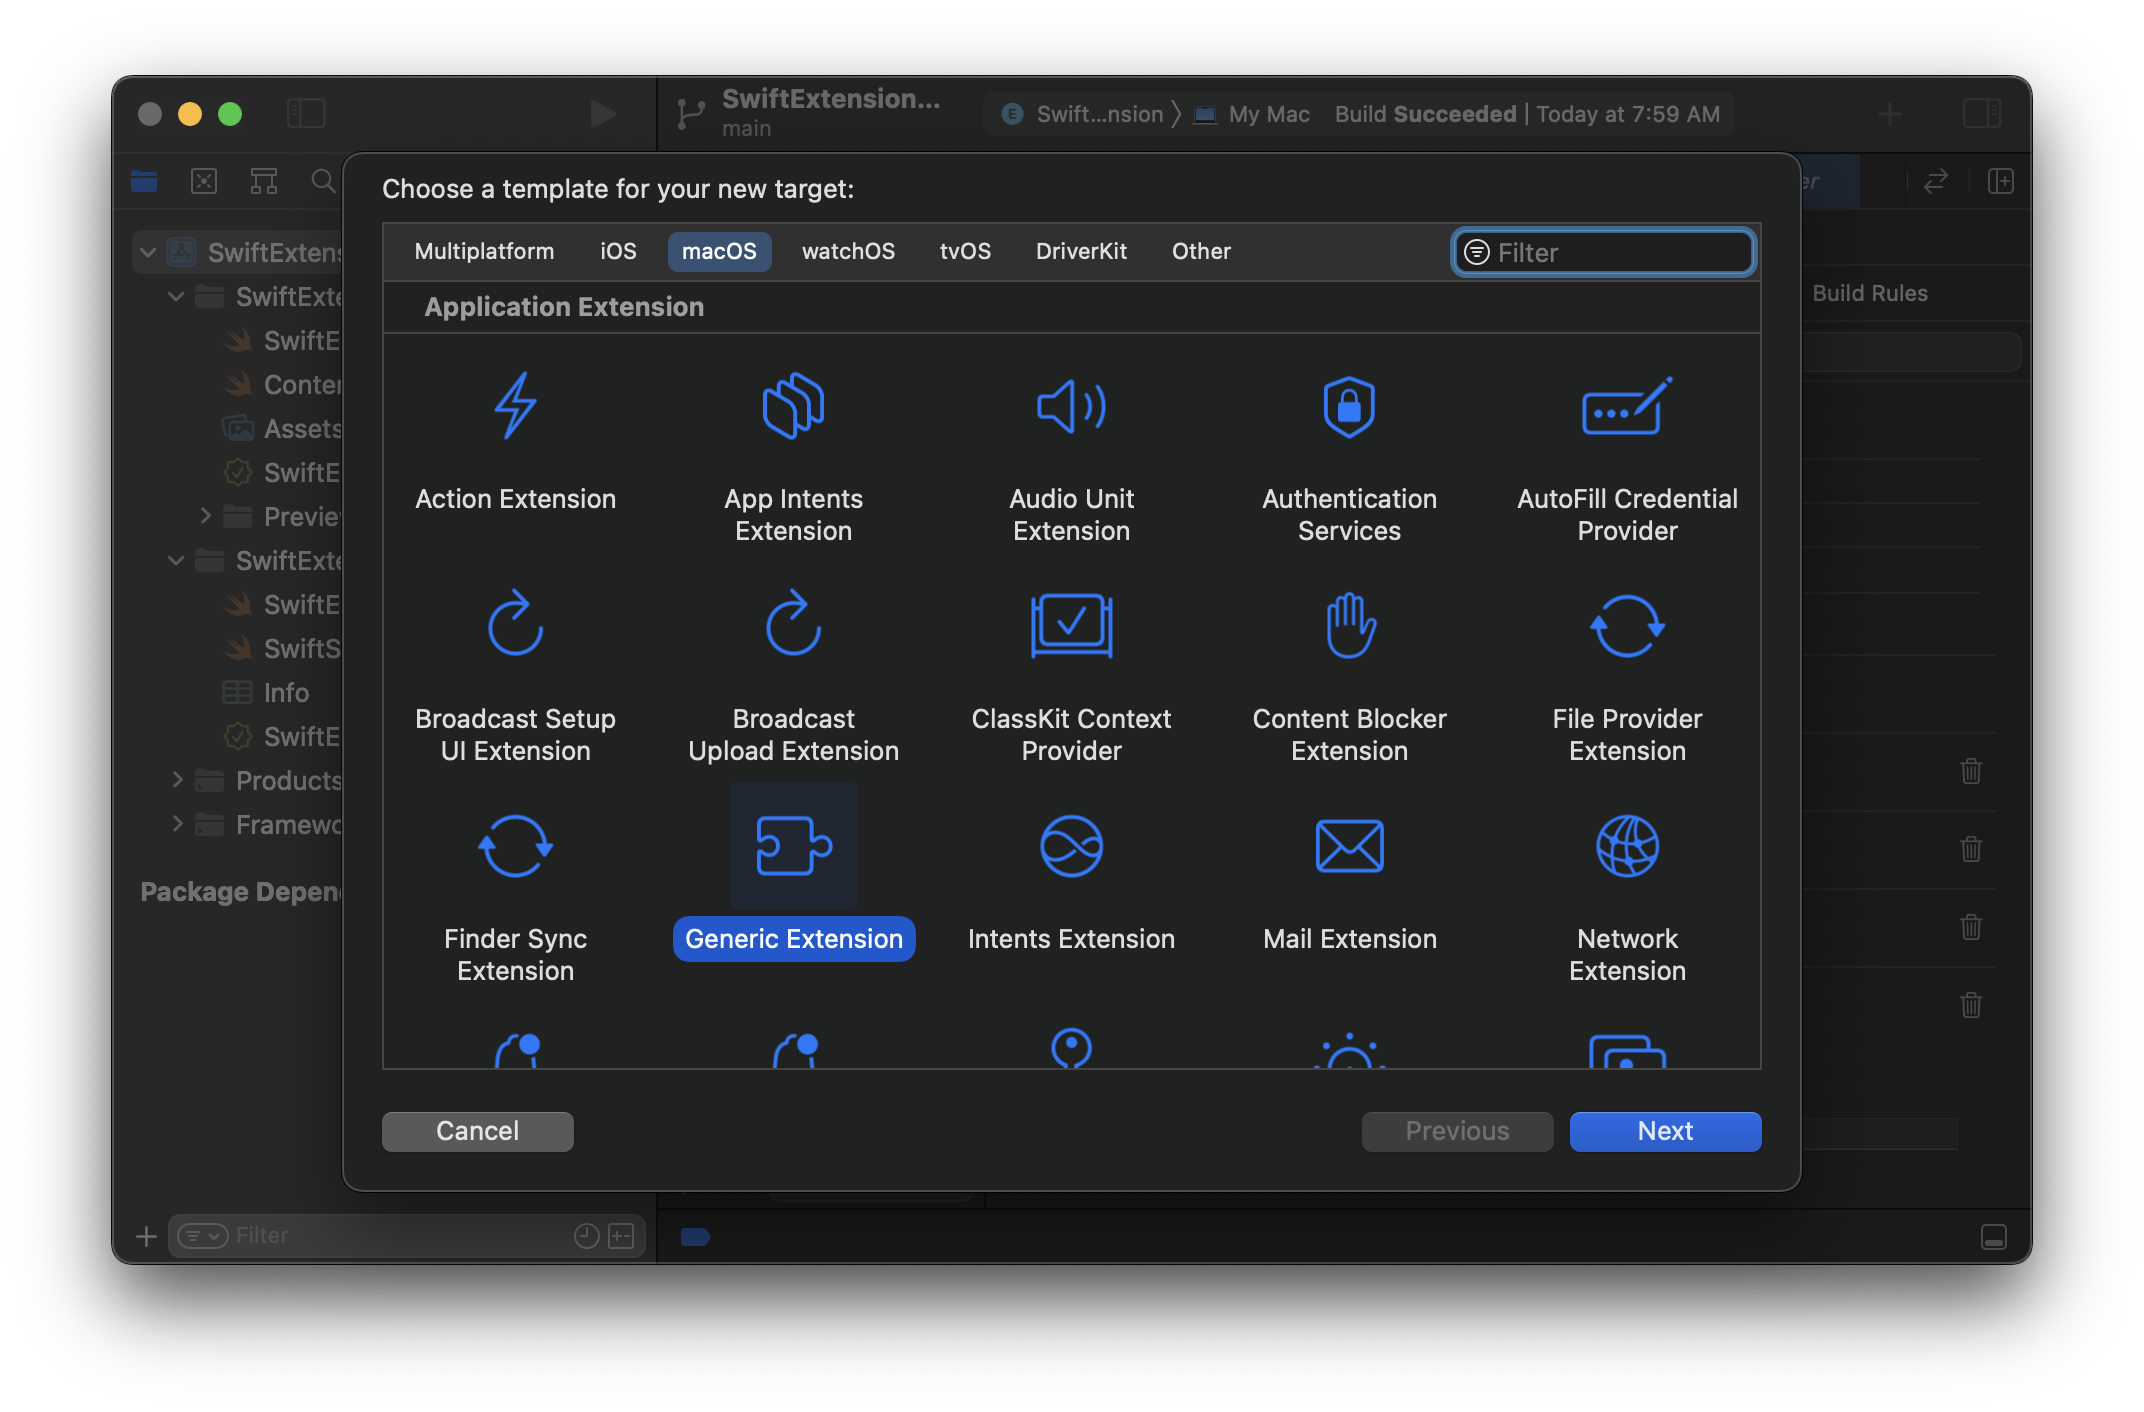 SwiftExtension...
main
E Swift...nsion My Mac Build Succeeded | Today at 7:59 AM
Choose a template for your new target:
Multiplatform iOS macOS watchOS tvOS DriverKit Other Filter
Application Extension
Build Rules
SwiftExtens
SwiftExte
SwiftE
Conter
Assets
SwiftE
Previe
SwiftExte
SwiftE
SwiftS
Info
SwiftE
Products
Framewo
Package Depen
Action Extension
App Intents
Extension
Audio Unit
Extension
Authentication
Services
AutoFill Credential
Provider
Broadcast Setup
UI Extension
Broadcast
Upload Extension
ClassKit Context
Provider
Content Blocker
Extension
File Provider
Extension
Finder Sync
Extension
Generic Extension
Intents Extension
Mail Extension
Network
Extension
Cancel
Previous
Next
Filter